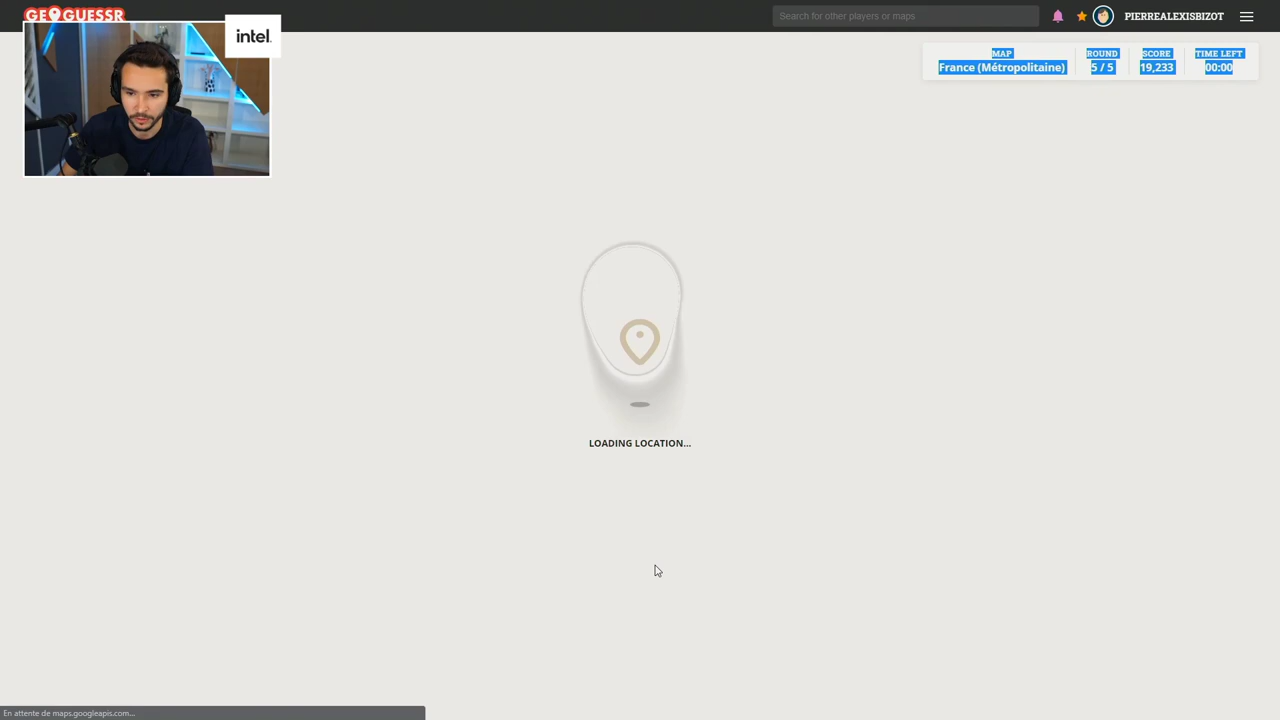 GEOGUESSR
intel.
Search for other players or maps
PIERREALEXISBIZOT
MAP
France (Métropolitaine)
ROUND
5 / 5
SCORE
19,233
TIME LEFT
00:00
LOADING LOCATION...
En attente de maps.googleapis.com...